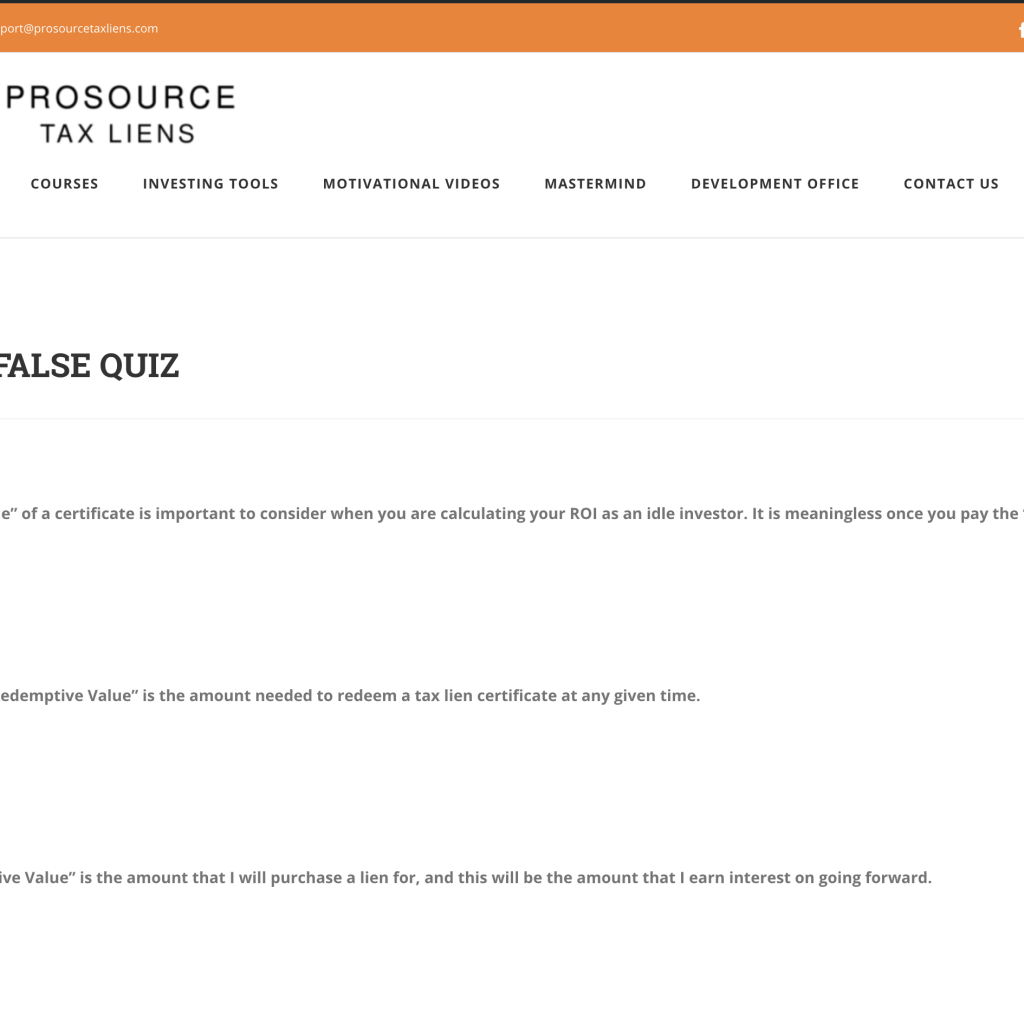 port@prosourcetaxliens.com
PROSOURCE
TAX LIENS
COURSES INVESTING TOOLS MOTIVATIONAL VIDEOS MASTERMIND DEVELOPMENT OFFICE CONTACT US
FALSE QUIZ
e” of a certificate is important to consider when you are calculating your ROI as an idle investor. It is meaningless once you pay the
edemptive Value” is the amount needed to redeem a tax lien certificate at any given time.
ive Value” is the amount that I will purchase a lien for, and this will be the amount that I earn interest on going forward.